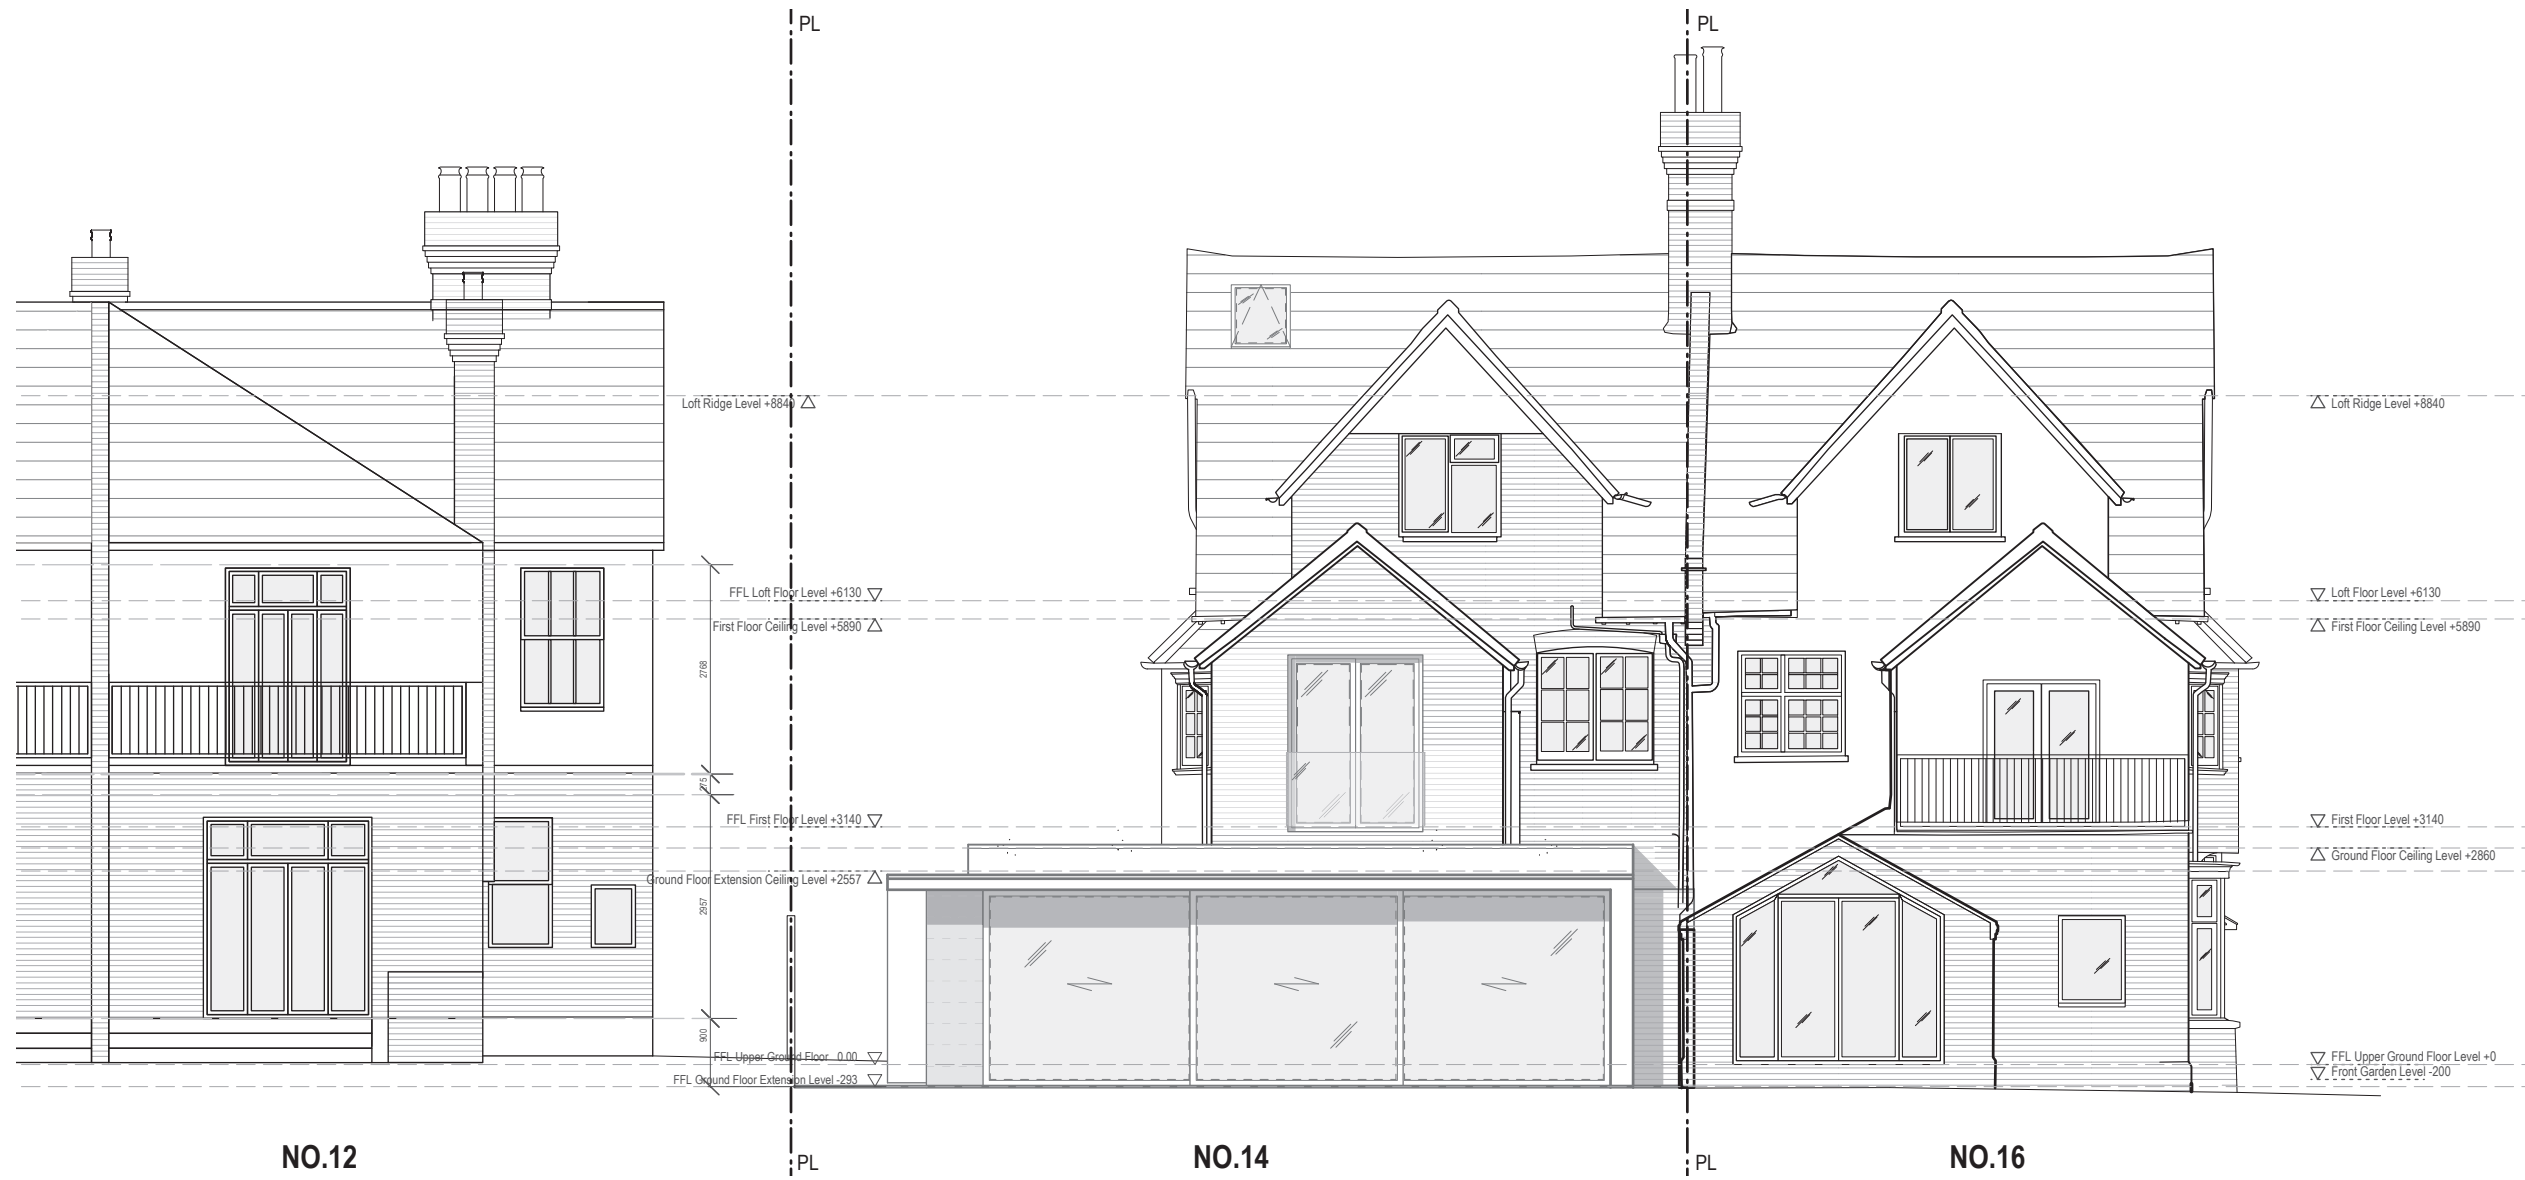 PL
PL
Loft Ridge Level +8840
Loft Ridge Level +8840
FFL Loft Floor Level +6130
Loft Floor Level +6130
First Floor Ceiling Level +5890
First Floor Ceiling Level +5890
2768
275
FFL First Floor Level +3140
First Floor Level +3140
Ground Floor Ceiling Level +2860
Ground Floor Extension Ceiling Level +2557
2957
900
FFL Upper Ground Floor 0.00
FFL Upper Ground Floor Level +0
Front Garden Level -200
FFL Ground Floor Extension Level -293
NO.12
NO.14
NO.16
PL
PL